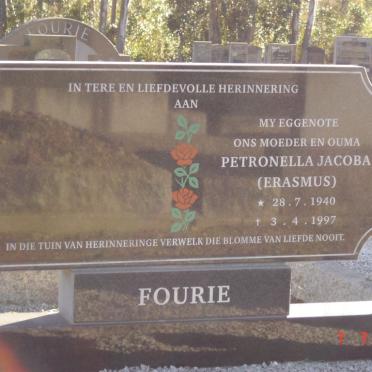 FOURIE
IN TERE EN LIEFDEVOLLE HERINNERING
AAN
MY EGGENOTE
ONS MOEDER EN OUMA
PETRONELLA JACOBA
(ERASMUS)
★ 28.7.1940
† 3.4.1997
IN DIE TUIN VAN HERINNERINGE VERWELK DIE BLOMME VAN LIEFDE NOOIT.
FOURIE